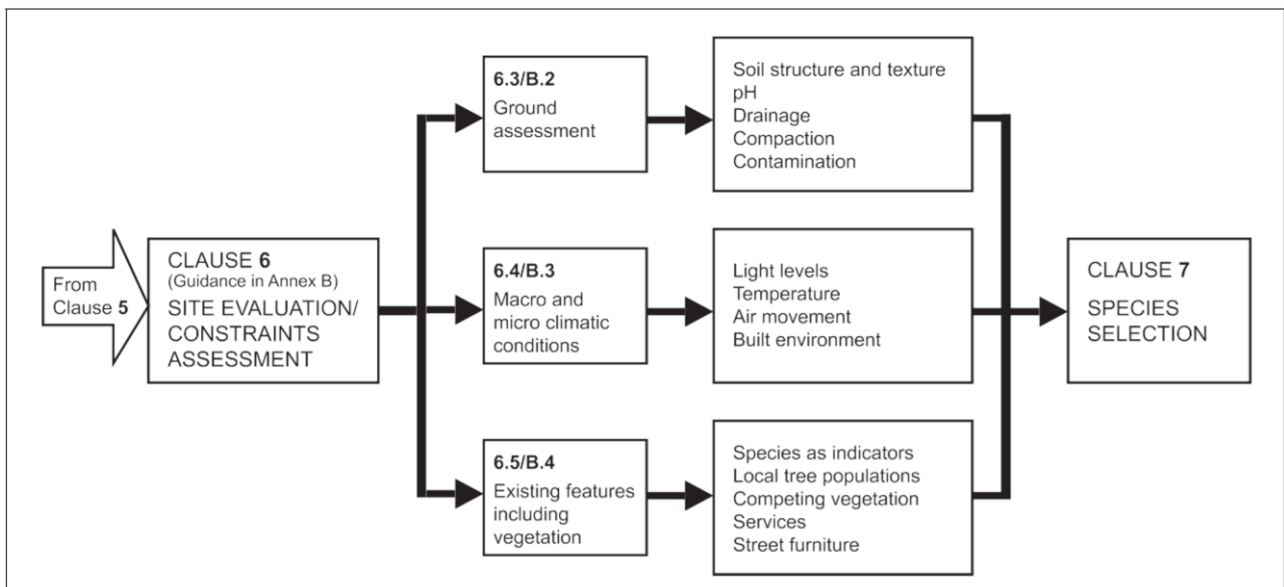 From
Clause 5
CLAUSE 6
(Guidance in Annex B)
SITE EVALUATION/
CONSTRAINTS
ASSESSMENT
6.3/B.2
Ground
assessment
Soil structure and texture
pH
Drainage
Compaction
Contamination
6.4/B.3
Macro and
micro climatic
conditions
Light levels
Temperature
Air movement
Built environment
6.5/B.4
Existing features
including
vegetation
Species as indicators
Local tree populations
Competing vegetation
Services
Street furniture
CLAUSE 7
SPECIES
SELECTION